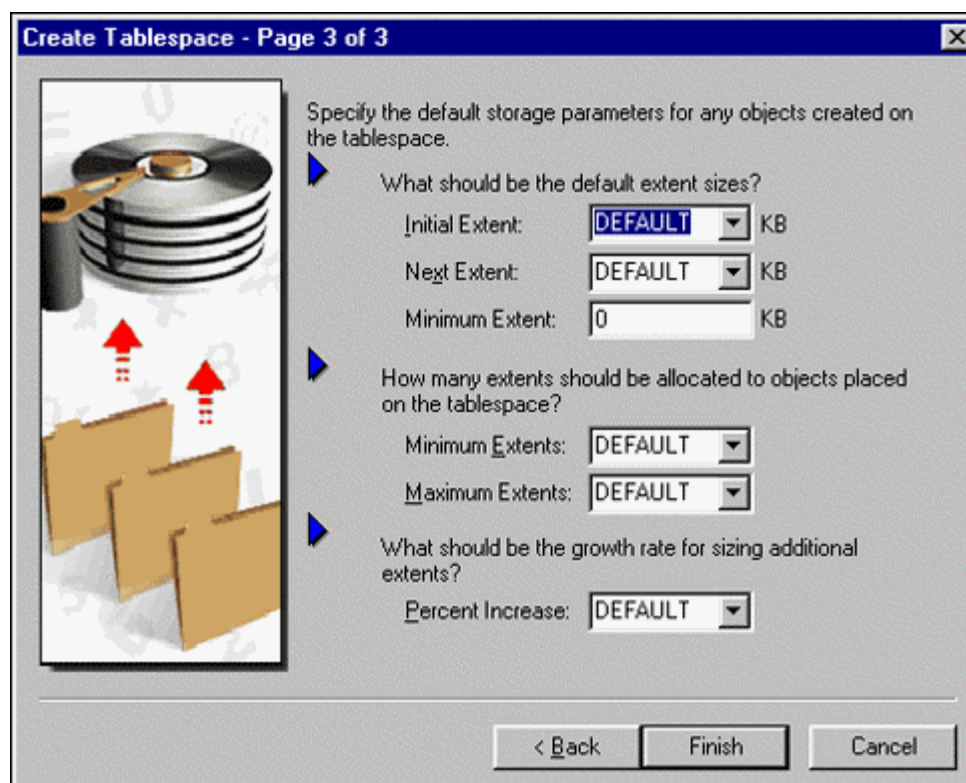 Create Tablespace - Page 3 of 3
Specify the default storage parameters for any objects created on
the tablespace.
What should be the default extent sizes?
Initial Extent: DEFAULT KB
Next Extent: DEFAULT KB
Minimum Extent: 0 KB
How many extents should be allocated to objects placed
on the tablespace?
Minimum Extents: DEFAULT
Maximum Extents: DEFAULT
What should be the growth rate for sizing additional
extents?
Percent Increase: DEFAULT
< Back Finish Cancel